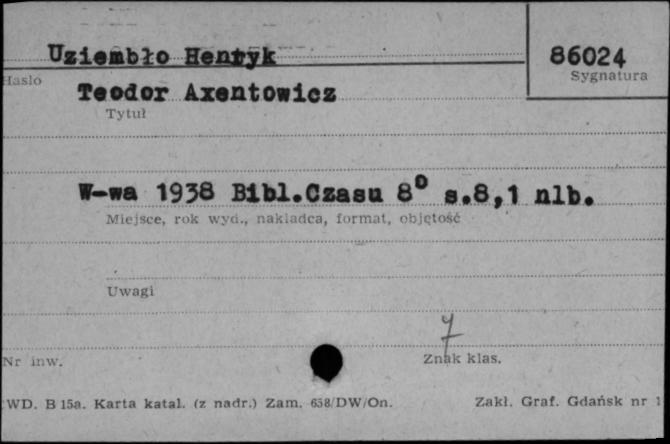 Uziembło Henryk
86024
Hasło
Sygnatura
Teodor Axentowicz
Tytuł
W-wa 1938 Bibl.Czasu 8° s.8,1 nlb.
Miejsce, rok wyd., nakładca, format, objętość
Uwagi
7
Nr inw.
Znak klas.
WD. B 15a. Karta katal. (z nadr.) Zam. 658/DW/On.
Zakł. Graf. Gdańsk nr 1